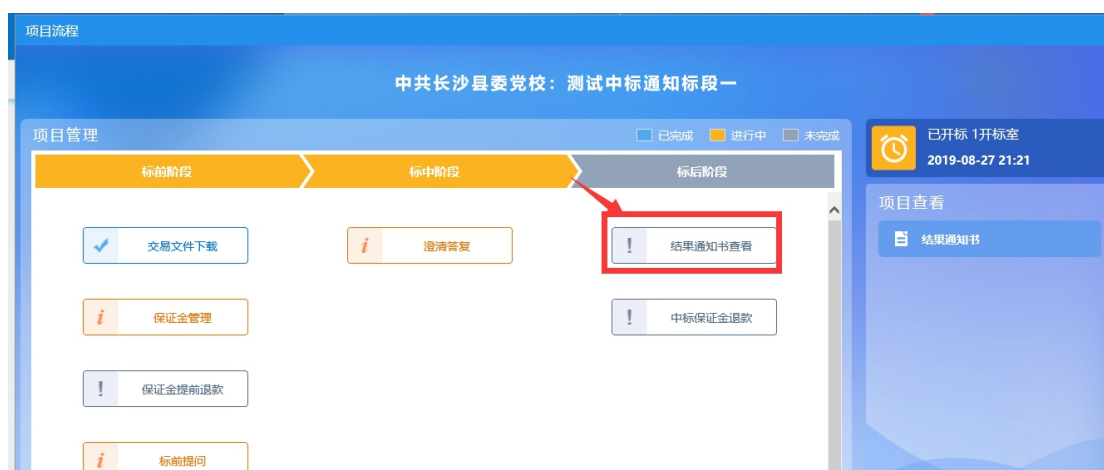 项目流程
中共长沙县委党校：测试中标通知标段一
项目管理
已完成 进行中 未完成
标前阶段 标中阶段 标后阶段
交易文件下载 澄清答复 结果通知书查看
保证金管理 中标保证金退款
保证金提前退款
标前提问
已开标 1开标室
2019-08-27 21:21
项目查看
结果通知书